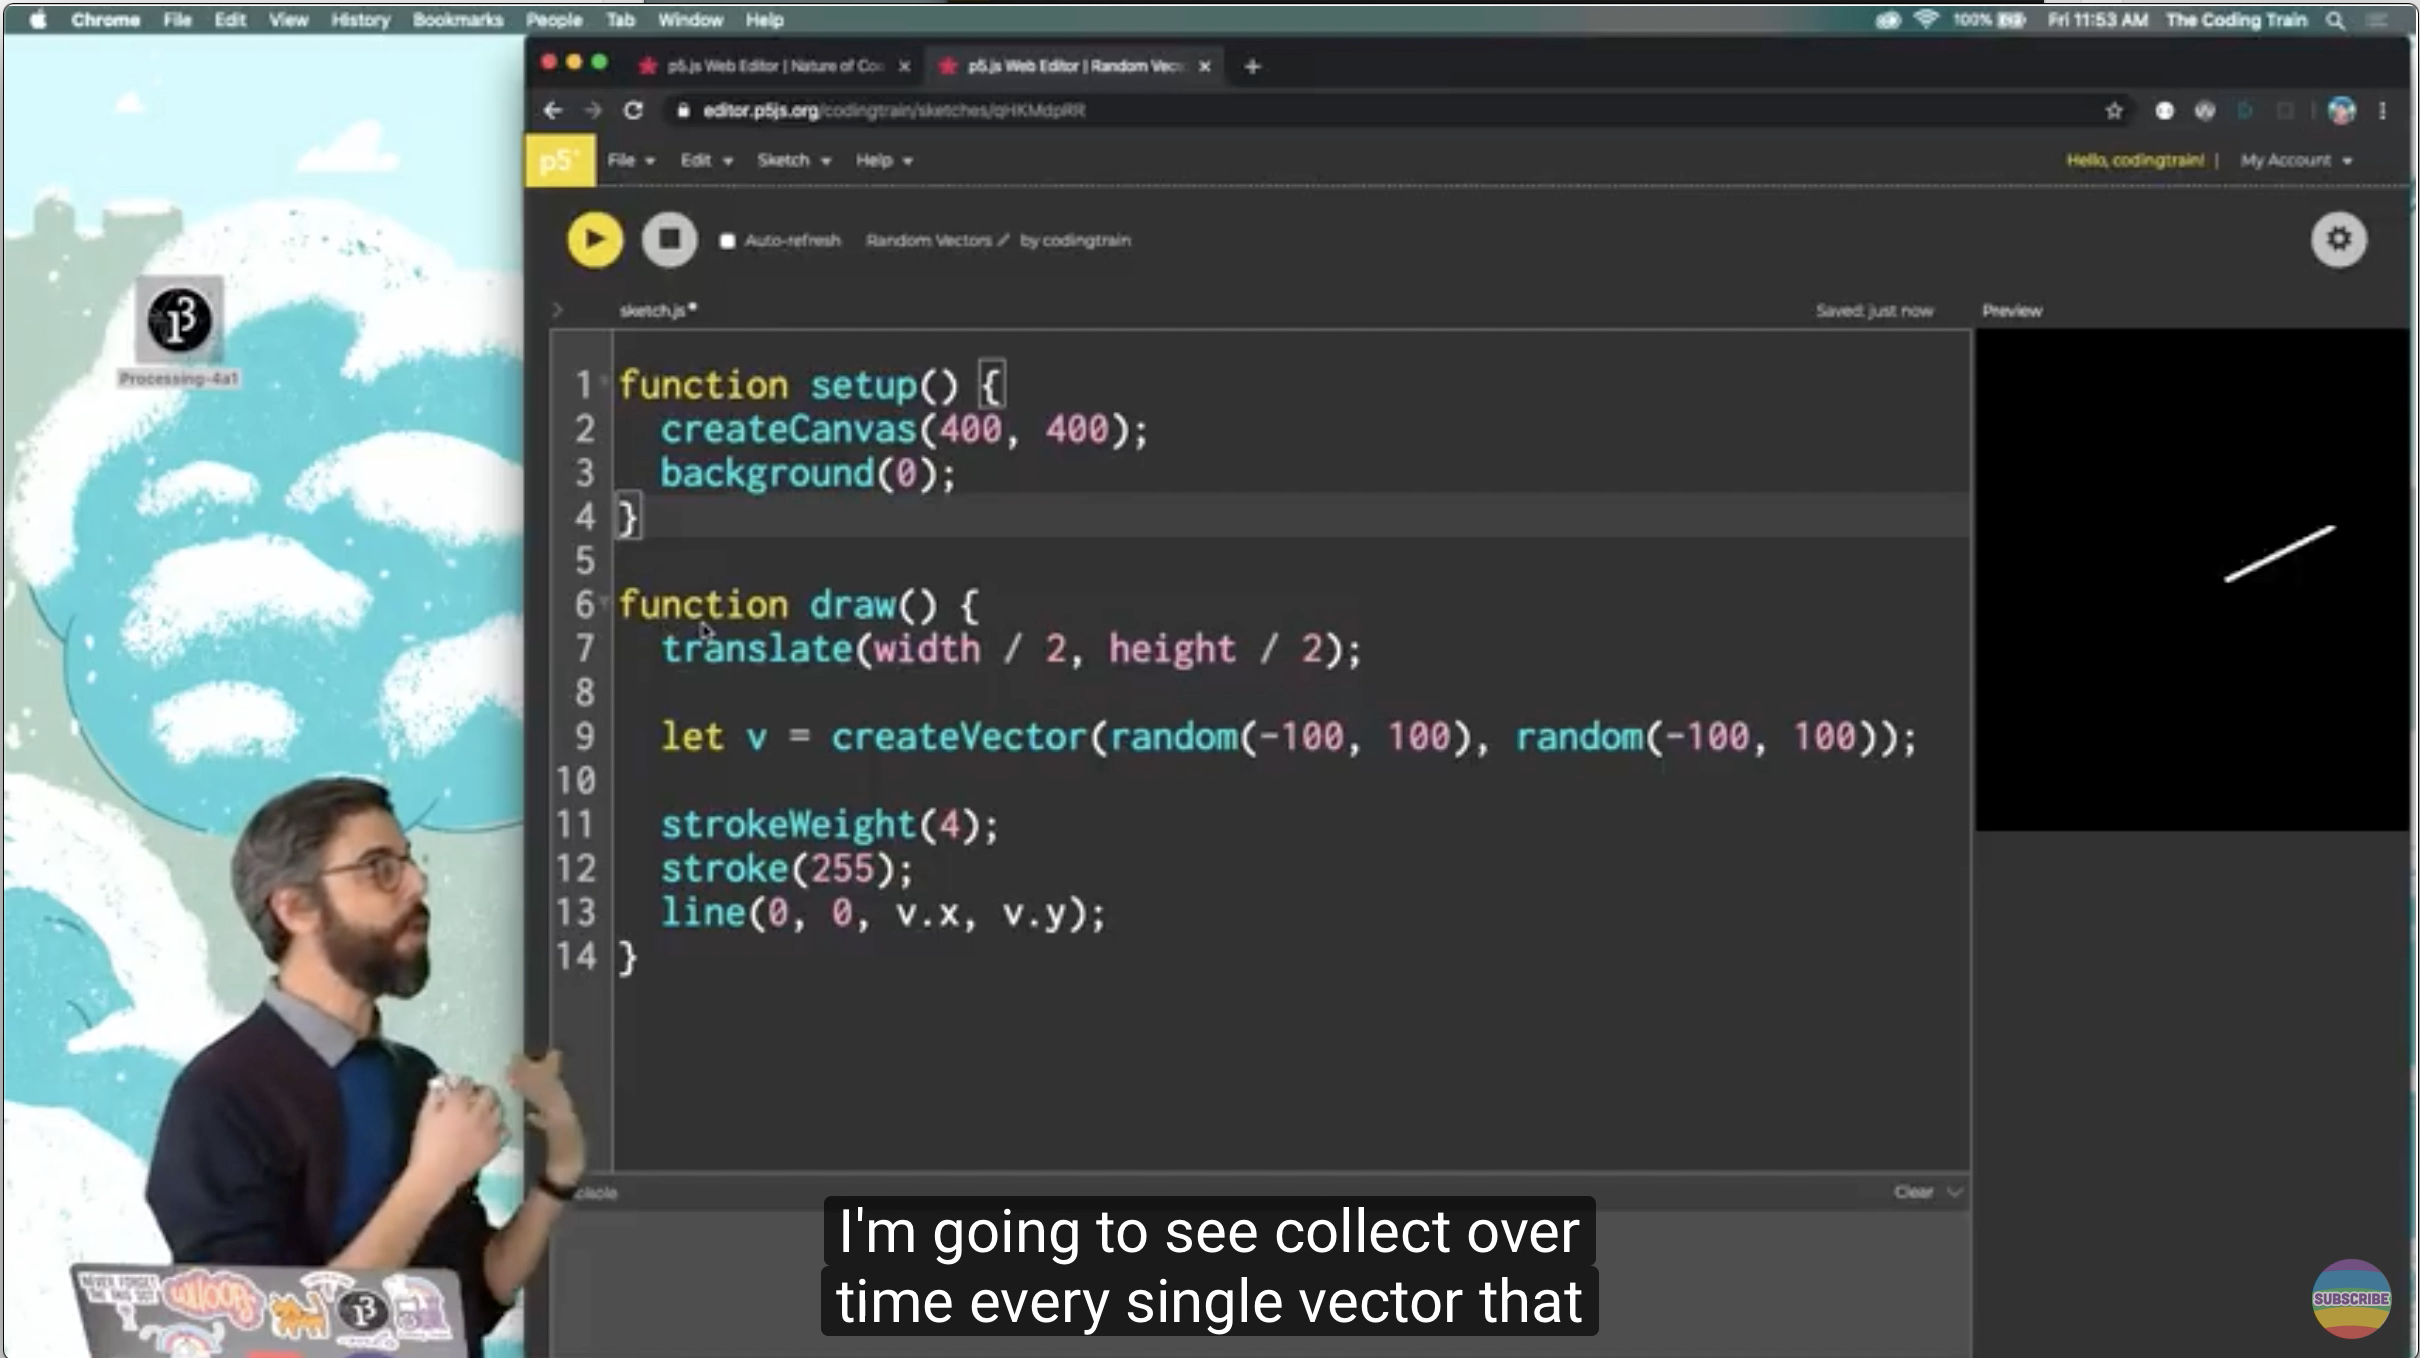 Chrome File Edit View History Bookmarks People Tab Window Help 100% Fri 11:53 AM The Coding Train
p5.js Web Editor | Nature of Co
p5.js Web Editor | Random Vec
editor.p5js.org/codingtrain/sketches/qHKMdpRR
p5* File Edit Sketch Help Hello, codingtrain! | My Account
Auto-refresh Random Vectors by codingtrain
sketch.js• Saved: just now Preview
Processing-4a1
1 function setup() {
2 createCanvas(400, 400);
3 background(0);
4 }
5
6 function draw() {
7 translate(width / 2, height / 2);
8
9 let v = createVector(random(-100, 100), random(-100, 100));
10
11 strokeWeight(4);
12 stroke(255);
13 line(0, 0, v.x, v.y);
14 }
Clear
I'm going to see collect over
time every single vector that
WHOOPS
SUBSCRIBE